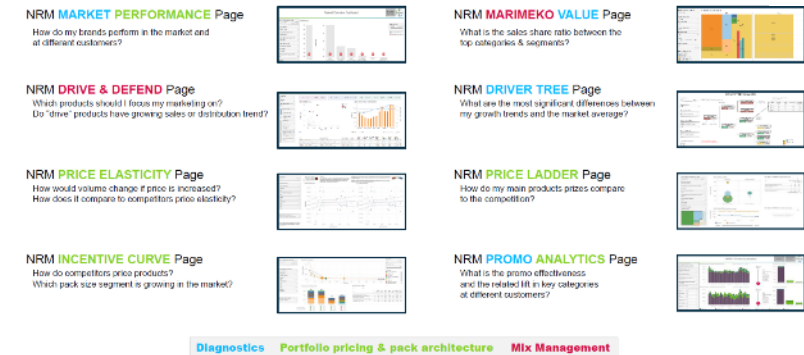 NRM MARKET PERFORMANCE Page
How do my brands perform in the market and
at different customers?
NRM MARIMEKO VALUE Page
What is the sales share ratio between the
top categories & segments?
NRM DRIVE & DEFEND Page
Which products should I focus my marketing on?
Do "drive" products have growing sales or distribution trend?
NRM DRIVER TREE Page
What are the most significant differences between
my growth trends and the market average?
NRM PRICE ELASTICITY Page
How would volume change if price is increased?
How does it compare to competitors price elasticity?
NRM PRICE LADDER Page
How do my main products prizes compare
to the competition?
NRM INCENTIVE CURVE Page
How do competitors price products?
Which pack size segment is growing in the market?
NRM PROMO ANALYTICS Page
What is the promo effectiveness
and the related lift in key categories
at different customers?
Diagnostics Portfolio pricing & pack architecture Mix Management